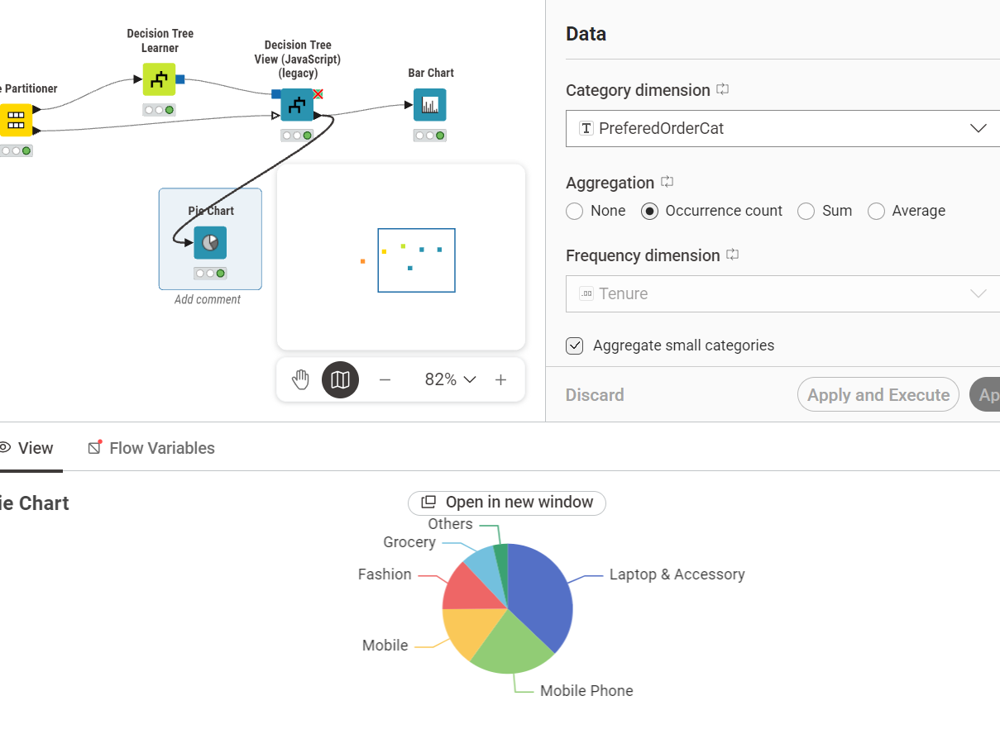 Decision Tree
Learner
Decision Tree
View (JavaScript)
(legacy)
Bar Chart
e Partitioner
Pie Chart
Add comment
82%
Data
Category dimension
T PreferedOrderCat
Aggregation
None
Occurrence count
Sum
Average
Frequency dimension
.00 Tenure
Aggregate small categories
Discard
Apply and Execute
Ap
View
Flow Variables
ie Chart
Open in new window
Others
Grocery
Fashion
Laptop & Accessory
Mobile
Mobile Phone